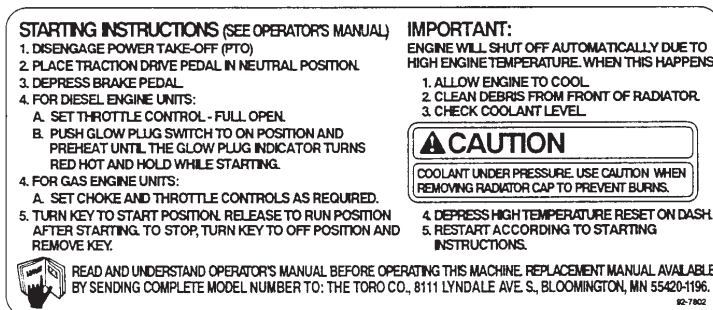 STARTING INSTRUCTIONS (SEE OPERATOR'S MANUAL)
1. DISENGAGE POWER TAKE-OFF (PTO)
2. PLACE TRACTION DRIVE PEDAL IN NEUTRAL POSITION.
3. DEPRESS BRAKE PEDAL
4. FOR DIESEL ENGINE UNITS:
A. SET THROTTLE CONTROL - FULL OPEN.
B. PUSH GLOW PLUG SWITCH TO ON POSITION AND
PREHEAT UNTIL THE GLOW PLUG INDICATOR TURNS
RED HOT AND HOLD WHILE STARTING.
4. FOR GAS ENGINE UNITS:
A. SET CHOKE AND THROTTLE CONTROLS AS REQUIRED.
5. TURN KEY TO START POSITION. RELEASE TO RUN POSITION
AFTER STARTING. TO STOP, TURN KEY TO OFF POSITION AND
REMOVE KEY.
IMPORTANT:
ENGINE WILL SHUT OFF AUTOMATICALLY DUE TO
HIGH ENGINE TEMPERATURE. WHEN THIS HAPPENS
1. ALLOW ENGINE TO COOL
2. CLEAN DEBRIS FROM FRONT OF RADIATOR.
3. CHECK COOLANT LEVEL
CAUTION
COOLANT UNDER PRESSURE. USE CAUTION WHEN
REMOVING RADIATOR CAP TO PREVENT BURNS.
4. DEPRESS HIGH TEMPERATURE RESET ON DASH.
5. RESTART ACCORDING TO STARTING
INSTRUCTIONS.
READ AND UNDERSTAND OPERATOR'S MANUAL BEFORE OPERATING THIS MACHINE. REPLACEMENT MANUAL AVAILABLE
BY SENDING COMPLETE MODEL NUMBER TO: THE TORO CO., 8111 LYNDALE AVE. S., BLOOMINGTON, MN 55420-1196.
92-7802